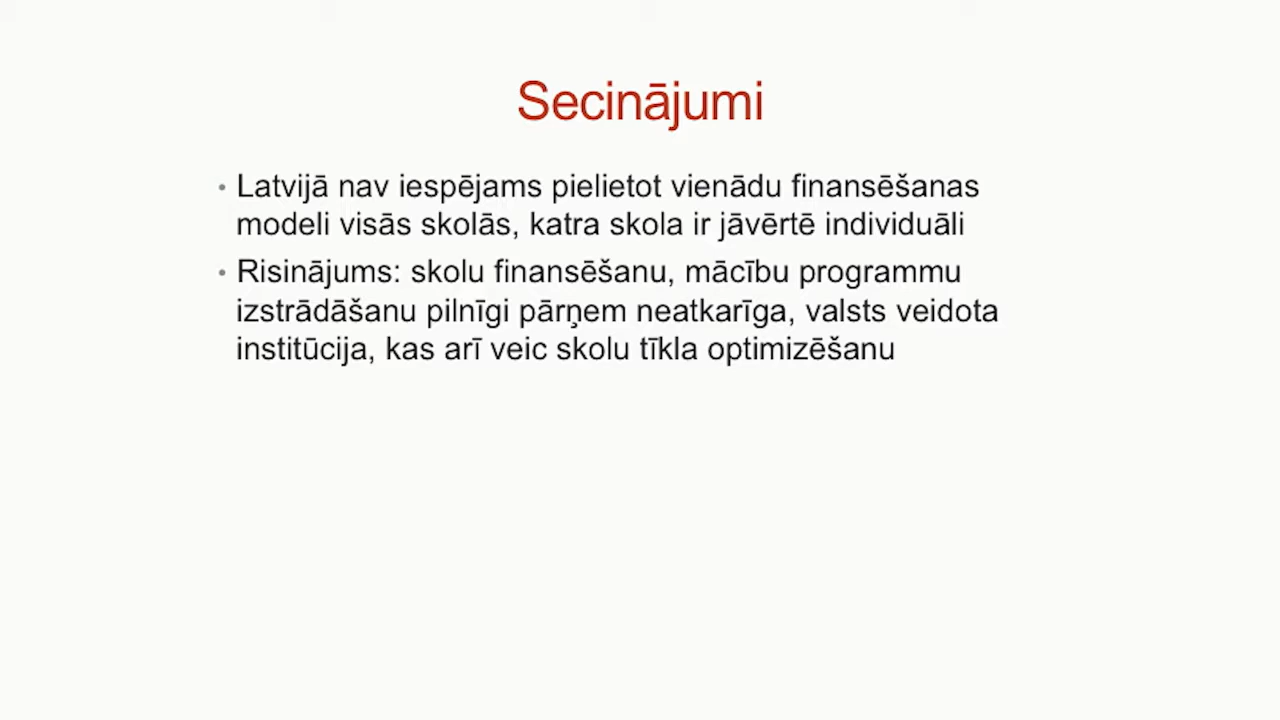 Secinājumi
• Latvijā nav iespējams pielietot vienādu finansēšanas
modeli visās skolās, katra skola ir jāvērtē individuāli
• Risinājums: skolu finansēšanu, mācību programmu
izstrādāšanu pilnīgi pārņem neatkarīga, valsts veidota
institūcija, kas arī veic skolu tīkla optimizēšanu